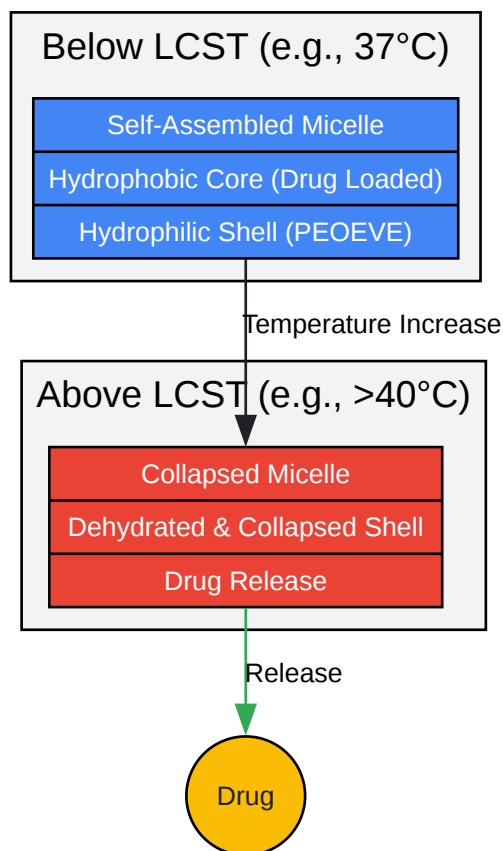 Below LCST (e.g., 37°C)
Self-Assembled Micelle
Hydrophobic Core (Drug Loaded)
Hydrophilic Shell (PEOEVE)
Temperature Increase
Above LCST (e.g., >40°C)
Collapsed Micelle
Dehydrated & Collapsed Shell
Drug Release
Release
Drug